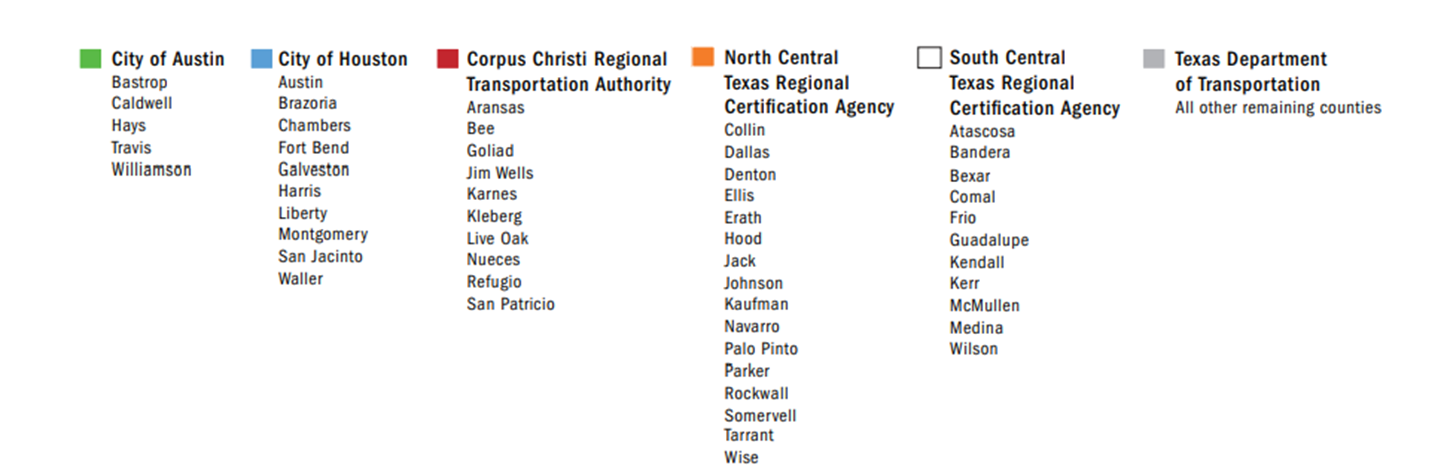 City of Austin
Bastrop
Caldwell
Hays
Travis
Williamson
City of Houston
Austin
Brazoria
Chambers
Fort Bend
Galveston
Harris
Liberty
Montgomery
San Jacinto
Waller
Corpus Christi Regional
Transportation Authority
Aransas
Bee
Goliad
Jim Wells
Karnes
Kleberg
Live Oak
Nueces
Refugio
San Patricio
North Central
Texas Regional
Certification Agency
Collin
Dallas
Denton
Ellis
Erath
Hood
Jack
Johnson
Kaufman
Navarro
Palo Pinto
Parker
Rockwall
Somervell
Tarrant
Wise
South Central
Texas Regional
Certification Agency
Atascosa
Bandera
Bexar
Comal
Frio
Guadalupe
Kendall
Kerr
McMullen
Medina
Wilson
Texas Department
of Transportation
All other remaining counties